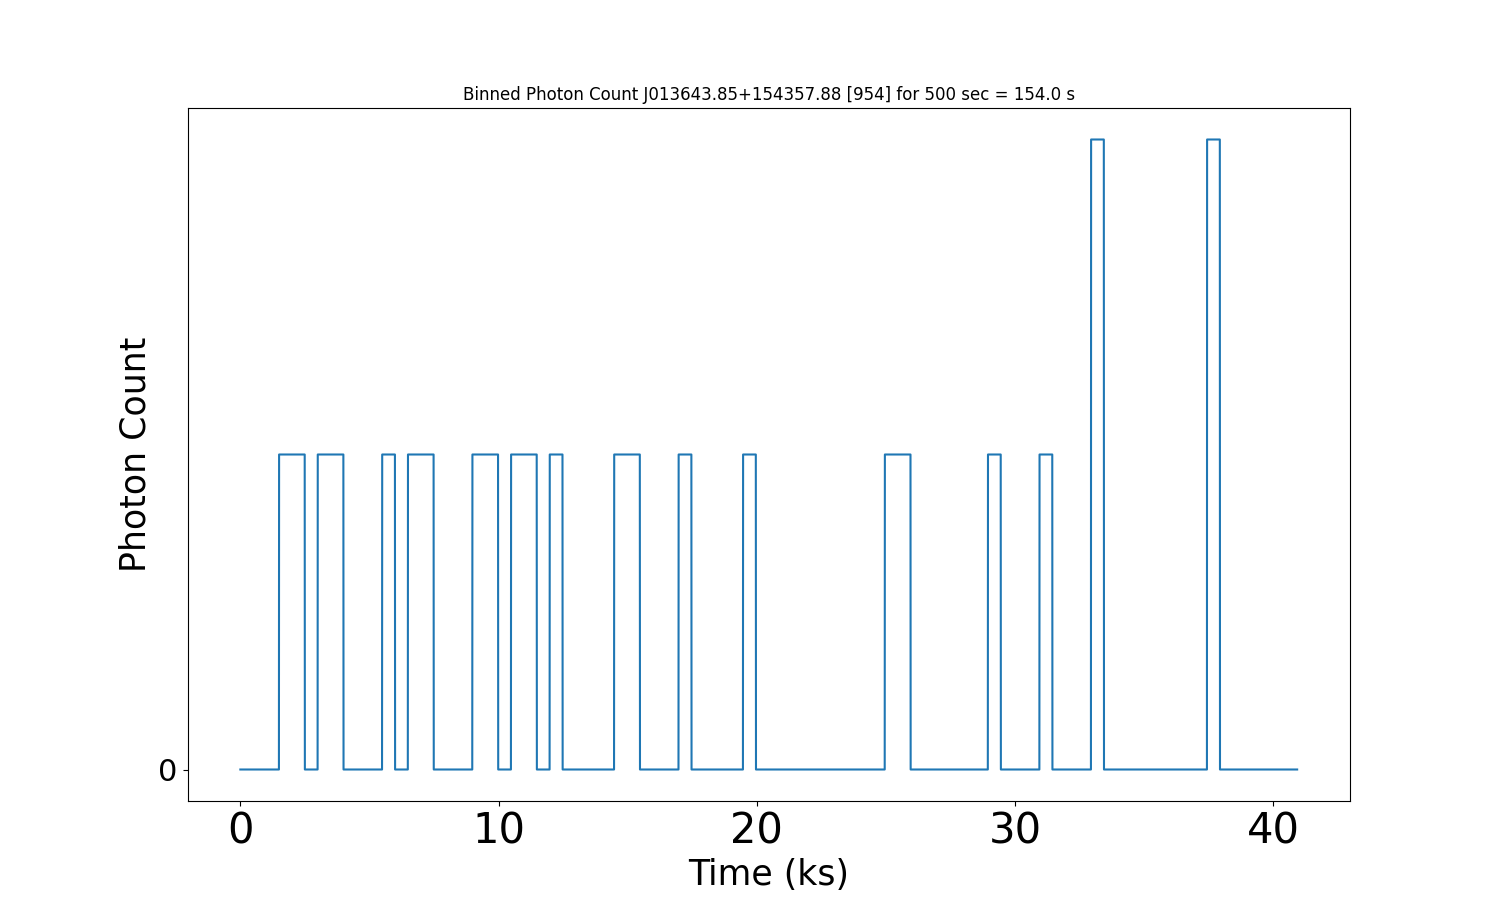 Binned Photon Count J013643.85+154357.88 [954] for 500 sec = 154.0 s
Photon Count
0
0 10 20 30 40
Time (ks)